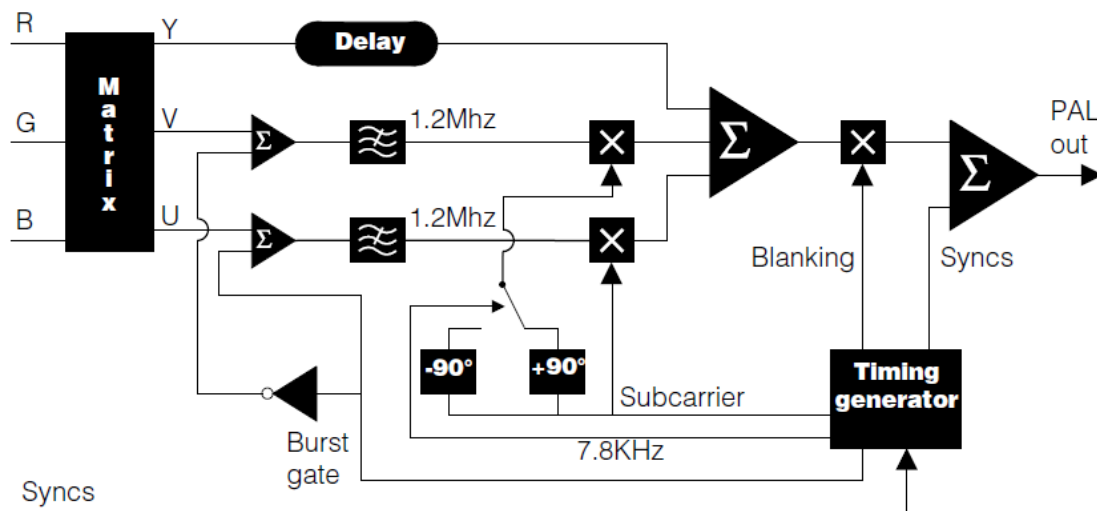 R
Y
Delay
Matrix
G
V
Σ
1.2Mhz
Σ
PAL
out
Σ
B
U
Σ
1.2Mhz
Blanking
Syncs
-90°
+90°
Timing
generator
Subcarrier
7.8KHz
Burst
gate
Syncs